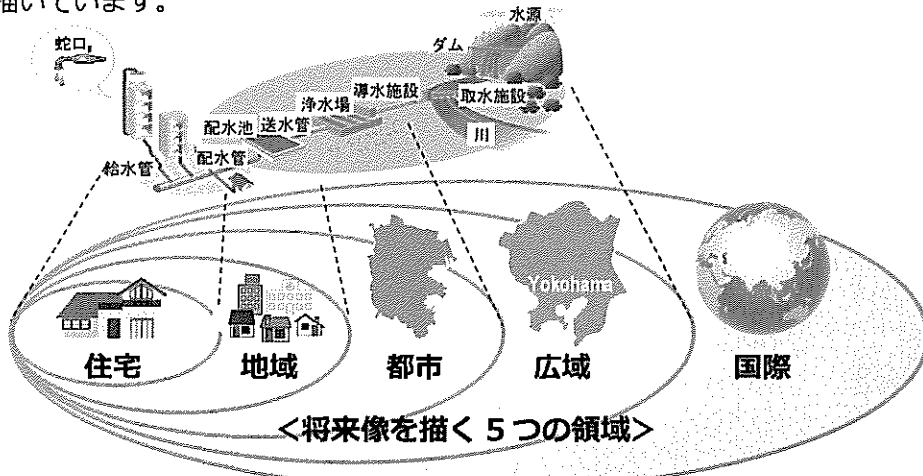 描いています。
水源
蛇口
ダム
導水施設
取水施設
浄水場
川
配水池
送水管
配水管
給水管
Yokohama
住宅
地域
都市
広域
国際
＜将来像を描く5つの領域＞